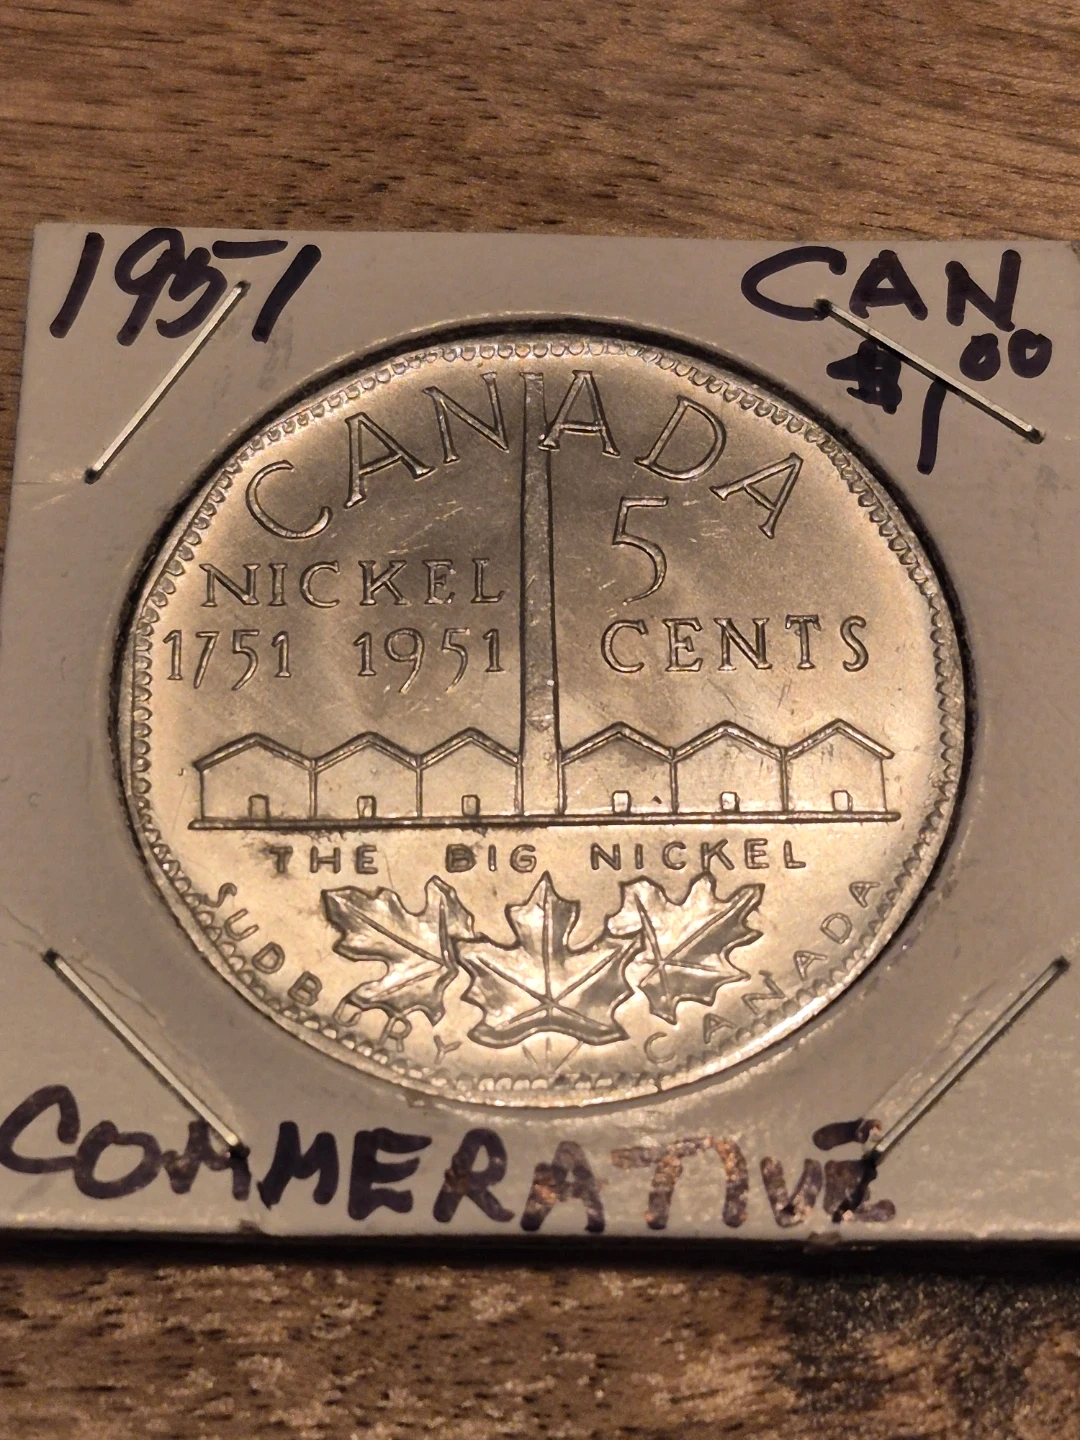 1951
CAN
$1.00
CANADA
NICKEL
1751 1951
5
CENTS
THE BIG NICKEL
SUDBURY CANADA
COMMERATIVE